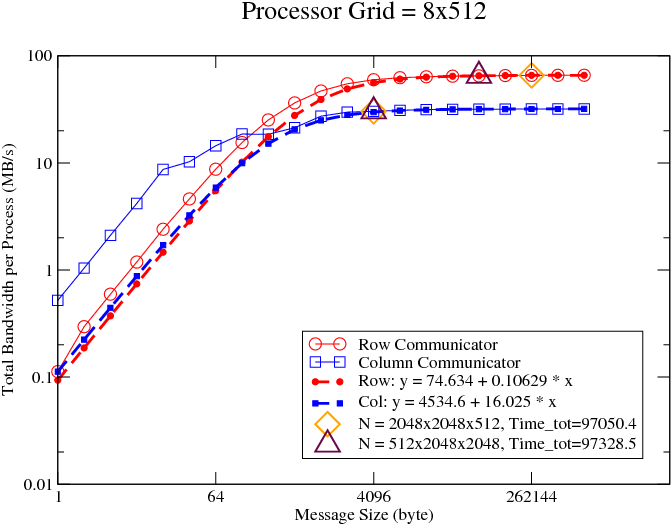 Processor Grid = 8x512
Total Bandwidth per Process (MB/s)
100
10
1
0.1
0.01
Row Communicator
Column Communicator
Row: y = 74.634 + 0.10629 * x
Col: y = 4534.6 + 16.025 * x
N = 2048x2048x512, Time_tot=97050.4
N = 512x2048x2048, Time_tot=97328.5
1 64 4096 262144
Message Size (byte)